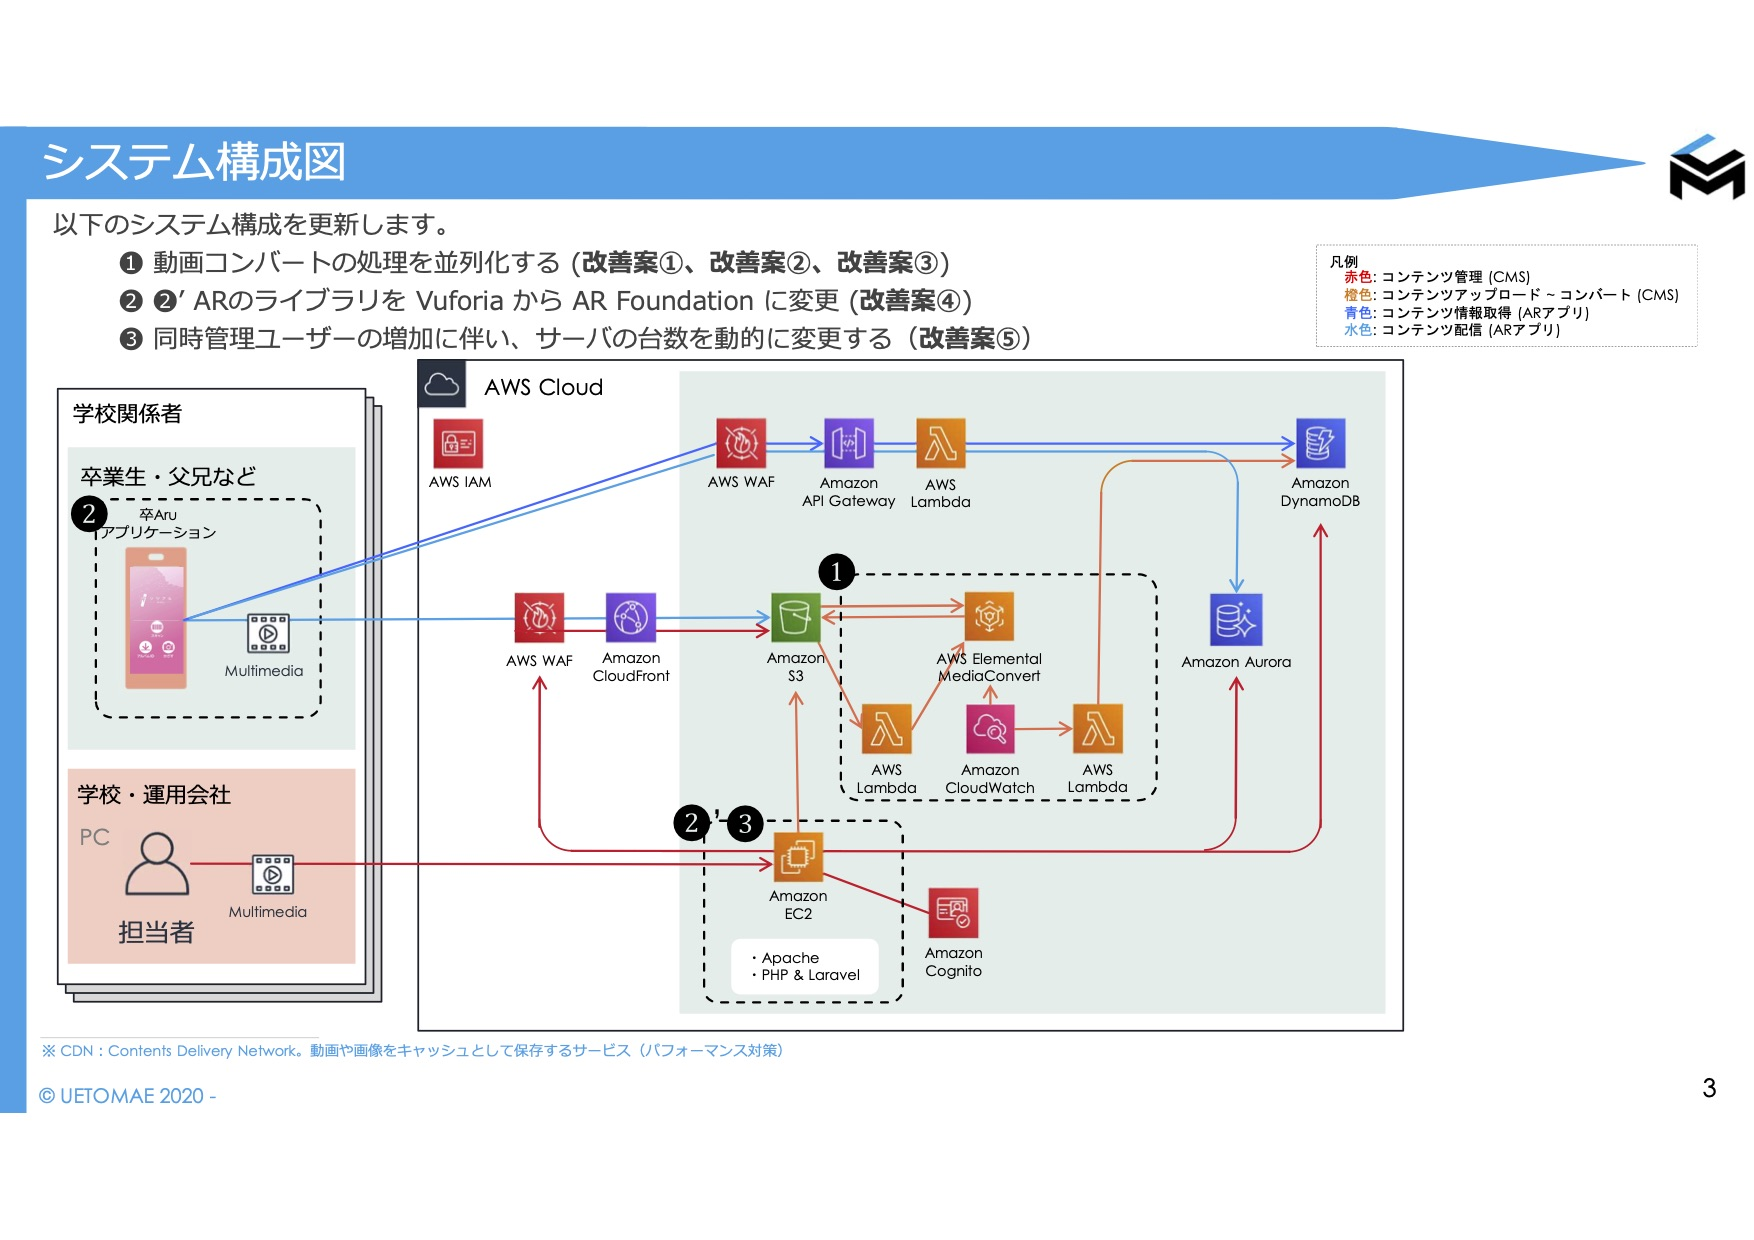 システム構成図
以下のシステム構成を更新します。
❶ 動画コンバートの処理を並列化する (改善案①、改善案②、改善案③)
❷ ❷’ ARのライブラリを Vuforia から AR Foundation に変更 (改善案④)
❸ 同時管理ユーザーの増加に伴い、サーバの台数を動的に変更する（改善案⑤）
凡例
赤色: コンテンツ管理 (CMS)
橙色: コンテンツアップロード ~ コンバート (CMS)
青色: コンテンツ情報取得 (ARアプリ)
水色: コンテンツ配信 (ARアプリ)
学校関係者
卒業生・父兄など
❷
卒Aru
アプリケーション
Multimedia
学校・運用会社
PC
担当者
Multimedia
AWS Cloud
AWS IAM
AWS WAF
Amazon
API Gateway
AWS
Lambda
Amazon
DynamoDB
❶
AWS WAF
Amazon
CloudFront
Amazon
S3
AWS Elemental
MediaConvert
Amazon Aurora
AWS
Lambda
Amazon
CloudWatch
AWS
Lambda
❷’ ❸
Amazon
EC2
・Apache
・PHP & Laravel
Amazon
Cognito
※ CDN : Contents Delivery Network。動画や画像をキャッシュとして保存するサービス（パフォーマンス対策）
© UETOMAE 2020 -
3